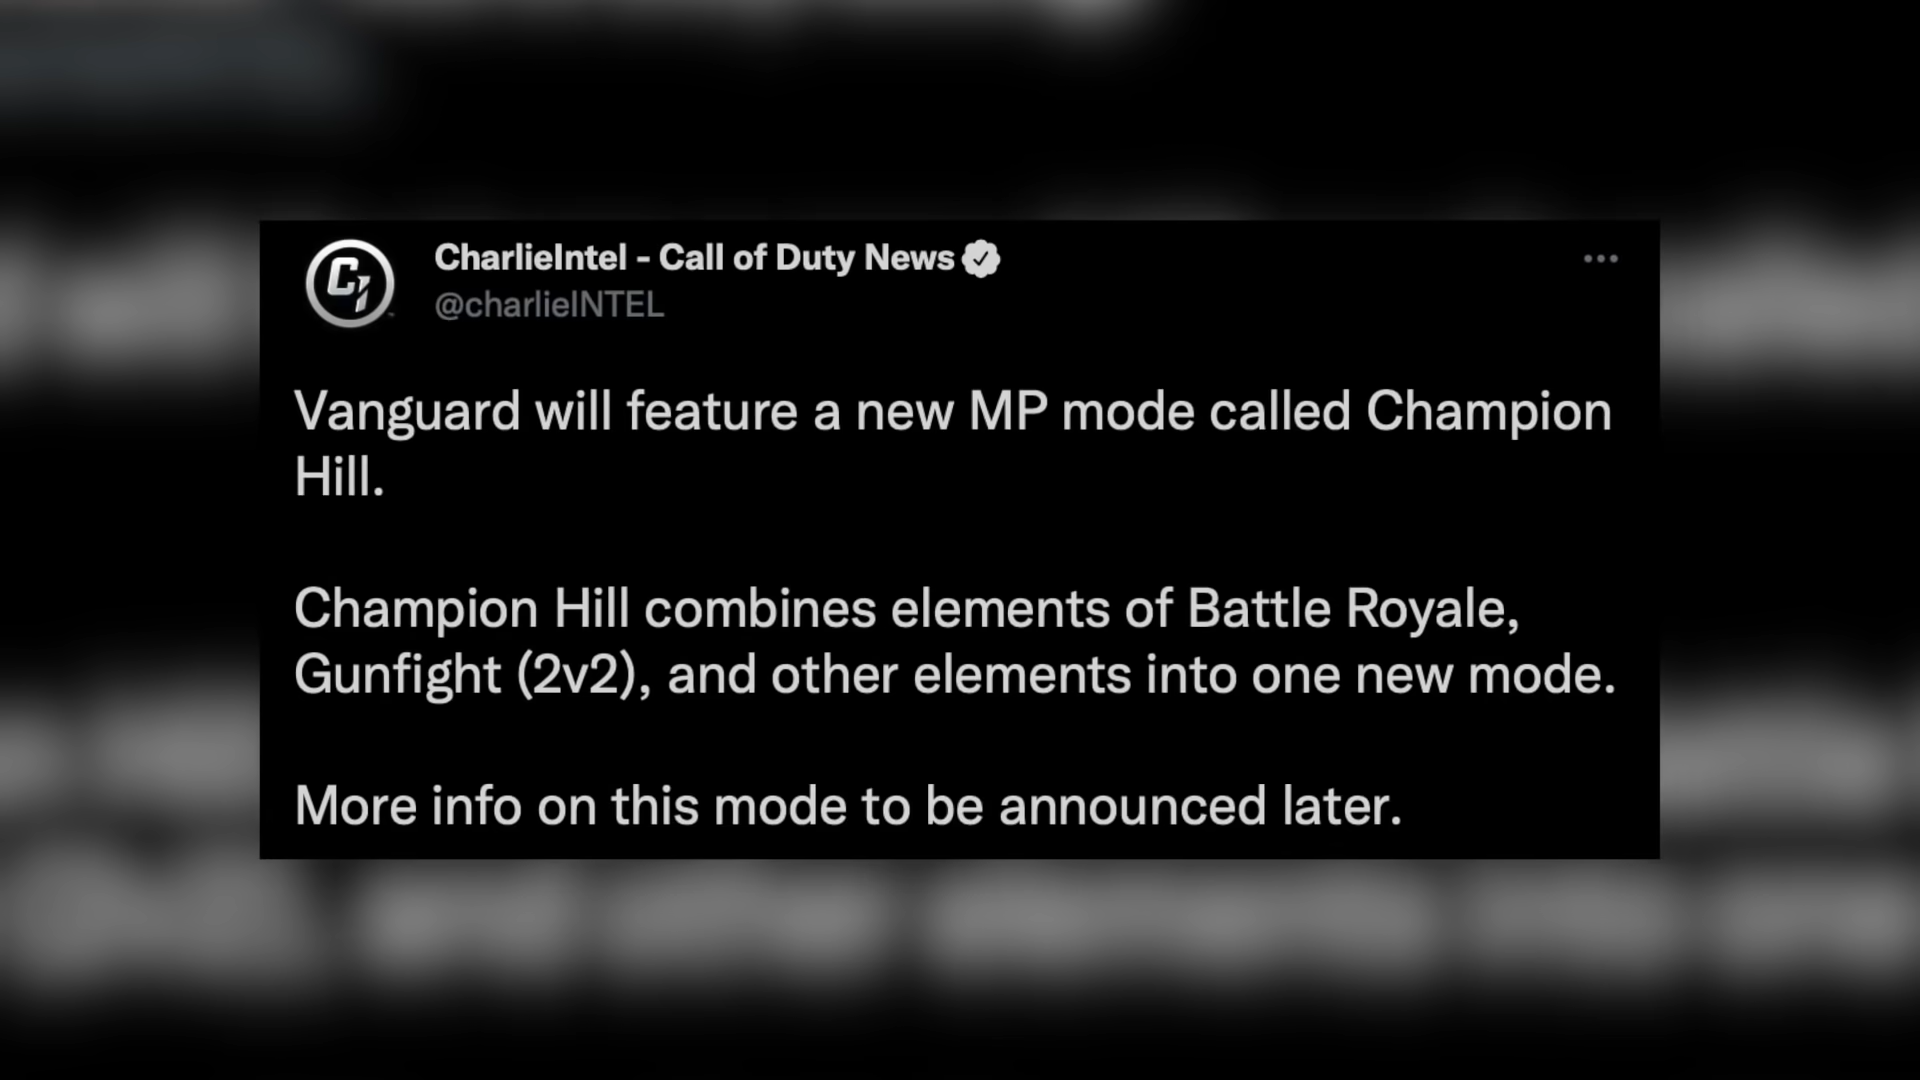 CharlieIntel - Call of Duty News
@charlieINTEL
Vanguard will feature a new MP mode called Champion
Hill.
Champion Hill combines elements of Battle Royale,
Gunfight (2v2), and other elements into one new mode.
More info on this mode to be announced later.